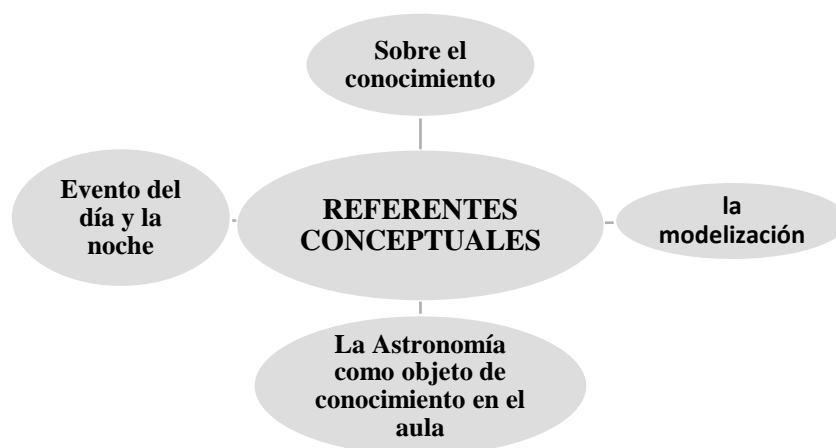 Sobre el
conocimiento
Evento del
día y la
noche
REFERENTES
CONCEPTUALES
la
modelización
La Astronomía
como objeto de
conocimiento en el
aula